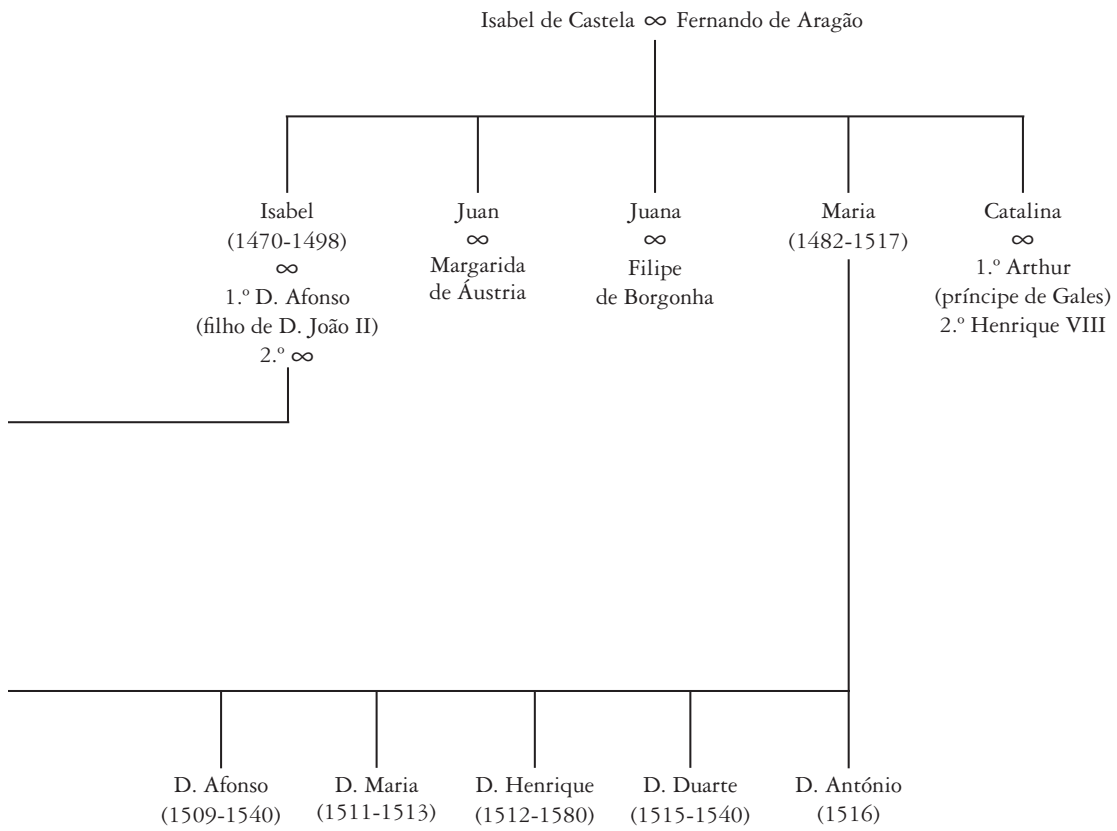 Isabel de Castela ∞ Fernando de Aragão
Isabel
(1470-1498)
∞
1.º D. Afonso
(filho de D. João II)
2.º ∞
Juan
∞
Margarida
de Áustria
Juana
∞
Filipe
de Borgonha
Maria
(1482-1517)
Catalina
∞
1.º Arthur
(príncipe de Gales)
2.º Henrique VIII
D. Afonso
(1509-1540)
D. Maria
(1511-1513)
D. Henrique
(1512-1580)
D. Duarte
(1515-1540)
D. António
(1516)